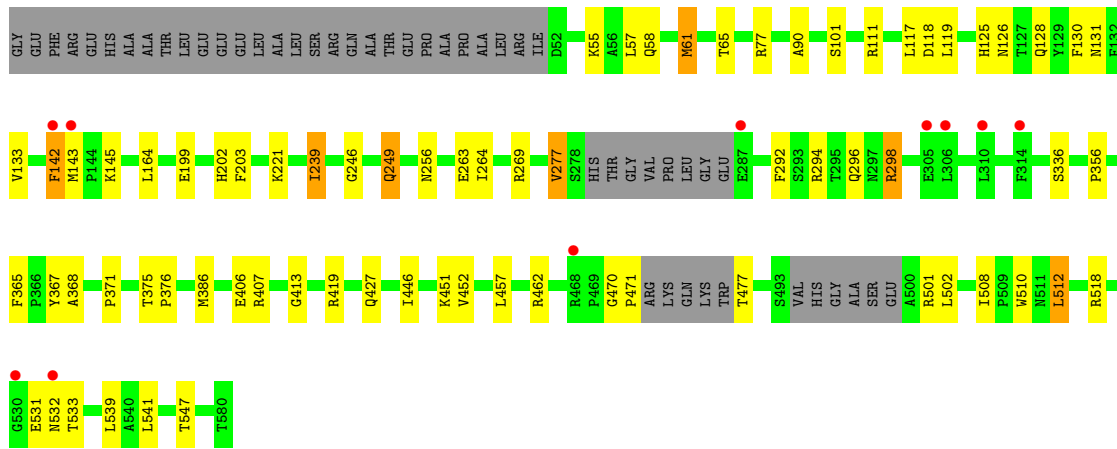 GLY GLU PHE ARG GLU HIS ALA ALA THR LEU GLU GLU GLU LEU ALA LEU SER ARG GLN ALA THR GLU PRO ALA PRO ALA LEU ARG ILE D52 K55 A56 L57 Q58 M61 T65 R77 A90 S101 R111 L117 D118 L119 H125 N126 T127 Q128 Y129 F130 N131 E132
V133 F142 M143 P144 K145 L164 E199 H202 F203 K221 I239 G246 Q249 N256 E263 I264 R269 V277 S278 HIS THR GLY VAL PRO LEU GLY GLU E287 F292 S293 R294 T295 Q296 N297 R298 E305 L306 L310 F314 S336 P356
F365 P366 Y367 A368 P371 T375 P376 M386 E406 R407 G413 R419 Q427 I446 K451 V452 L457 R462 R468 P469 G470 P471 ARG LYS GLN LYS TRP T477 S493 VAL HIS GLY ALA SER GLU A500 R501 L502 I508 P509 W510 N511 L512 R518
G530 E531 N532 T533 L539 A540 L541 T547 T580